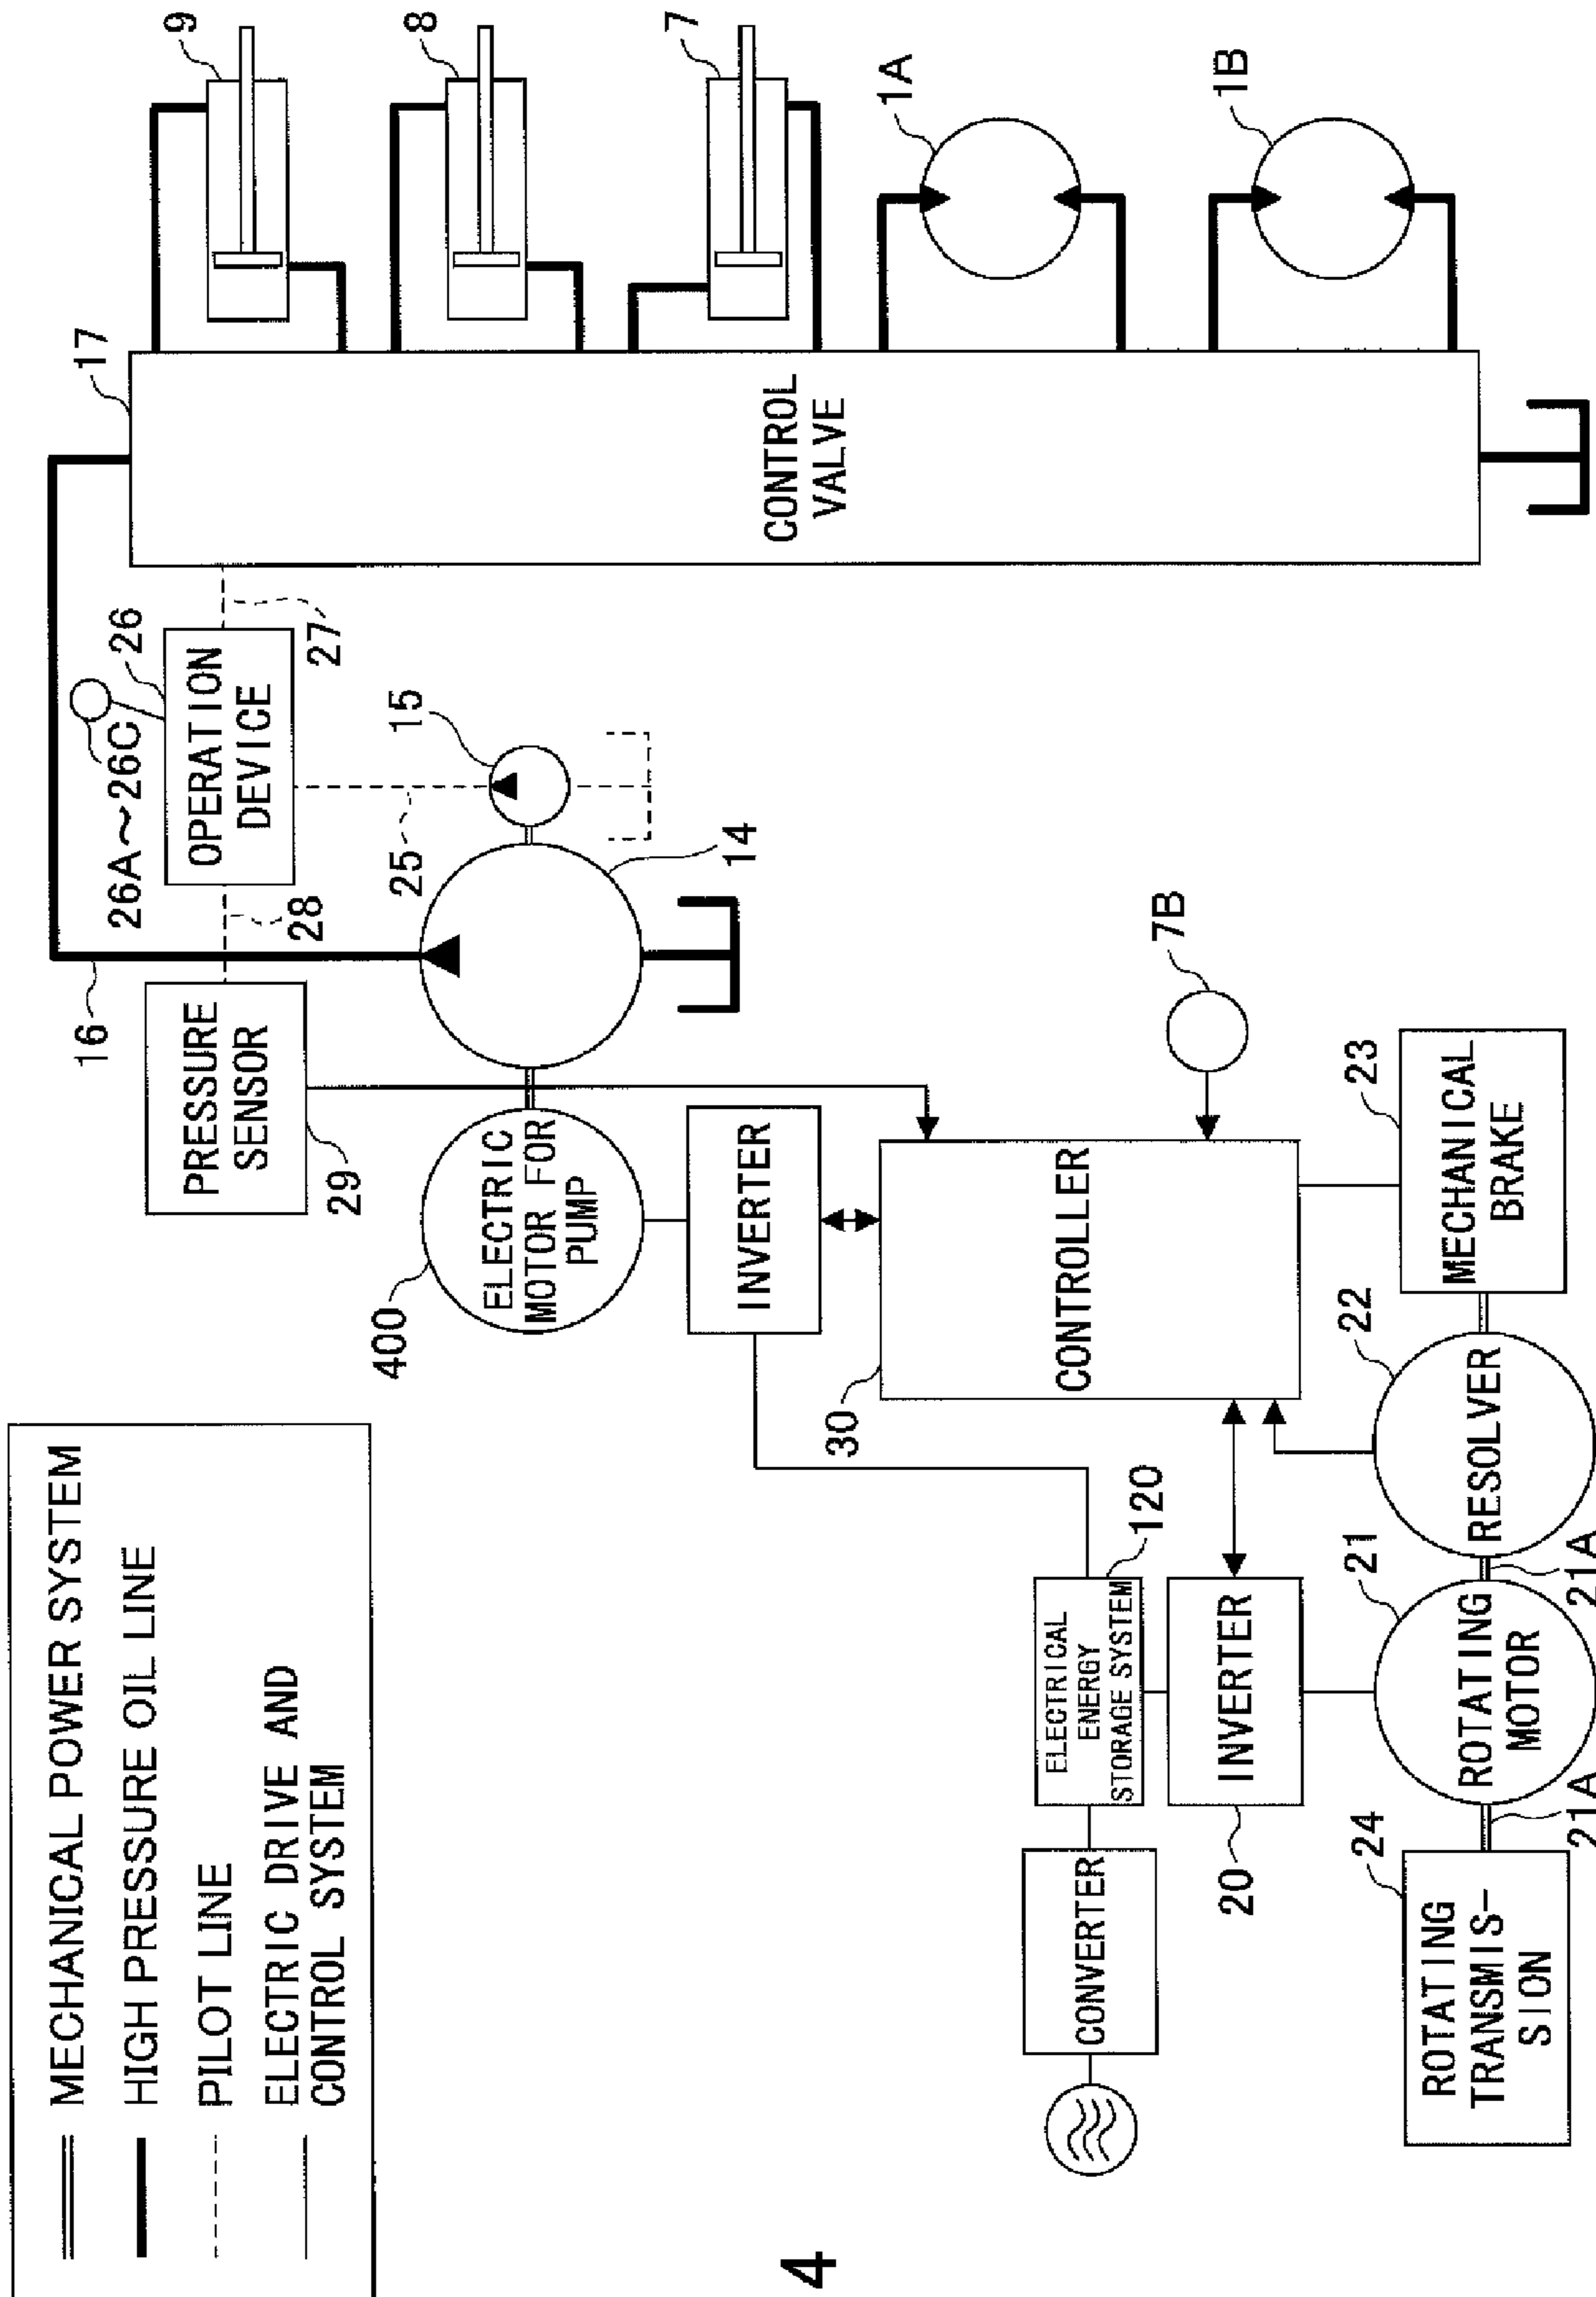 MECHANICAL POWER SYSTEM
HIGH PRESSURE OIL LINE
PILOT LINE
ELECTRIC DRIVE AND
CONTROL SYSTEM
4
16
26A~26C
26
17
9
8
7
1A
1B
PRESSURE
SENSOR
29
28
OPERATION
DEVICE
27
25
15
14
CONTROL
VALVE
400
ELECTRIC
MOTOR FOR
PUMP
INVERTER
30
CONTROLLER
7B
CONVERTER
ELECTRICAL
ENERGY
STORAGE SYSTEM
120
20
INVERTER
24
ROTATING
TRANSMIS-
SION
21A
21
ROTATING
MOTOR
21A
22
RESOLVER
23
MECHANICAL
BRAKE